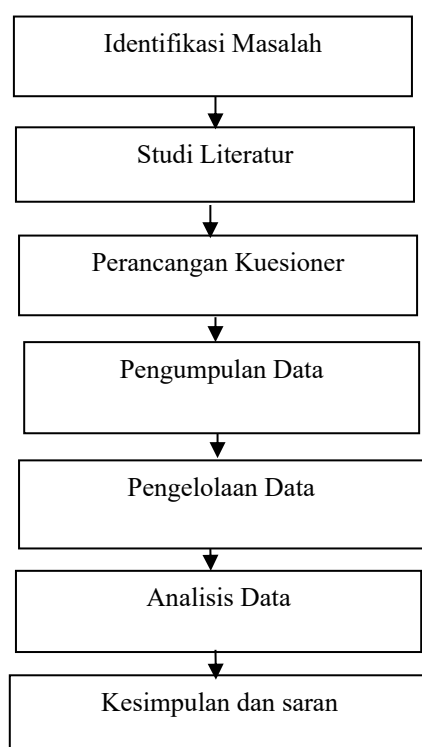 Identifikasi Masalah
Studi Literatur
Perancangan Kuesioner
Pengumpulan Data
Pengelolaan Data
Analisis Data
Kesimpulan dan saran